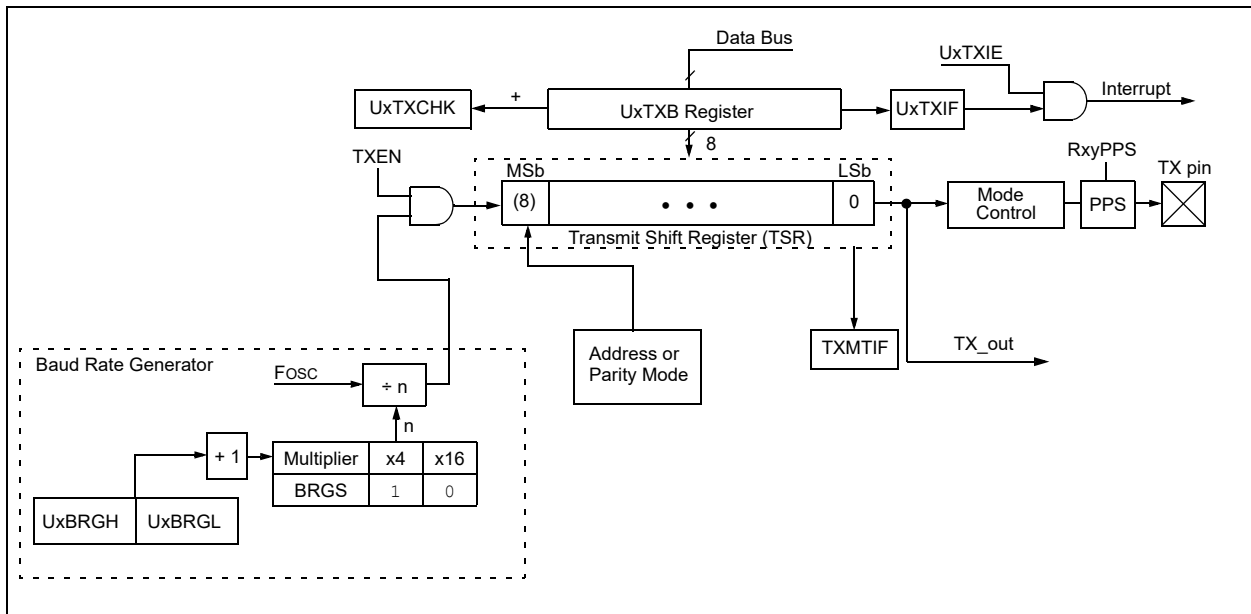 Data Bus
UxTXIE
Interrupt
UxTXCHK
+
UxTXB Register
UxTXIF
8
TXEN
RxyPPS
TX pin
MSb
LSb
(8)
• • •
0
Mode
Control
PPS
Transmit Shift Register (TSR)
TXMTIF
TX_out
Address or
Parity Mode
Baud Rate Generator
FOSC
÷ n
n
+ 1
Multiplier x4 x16
BRGS 1 0
UxBRGH UxBRGL